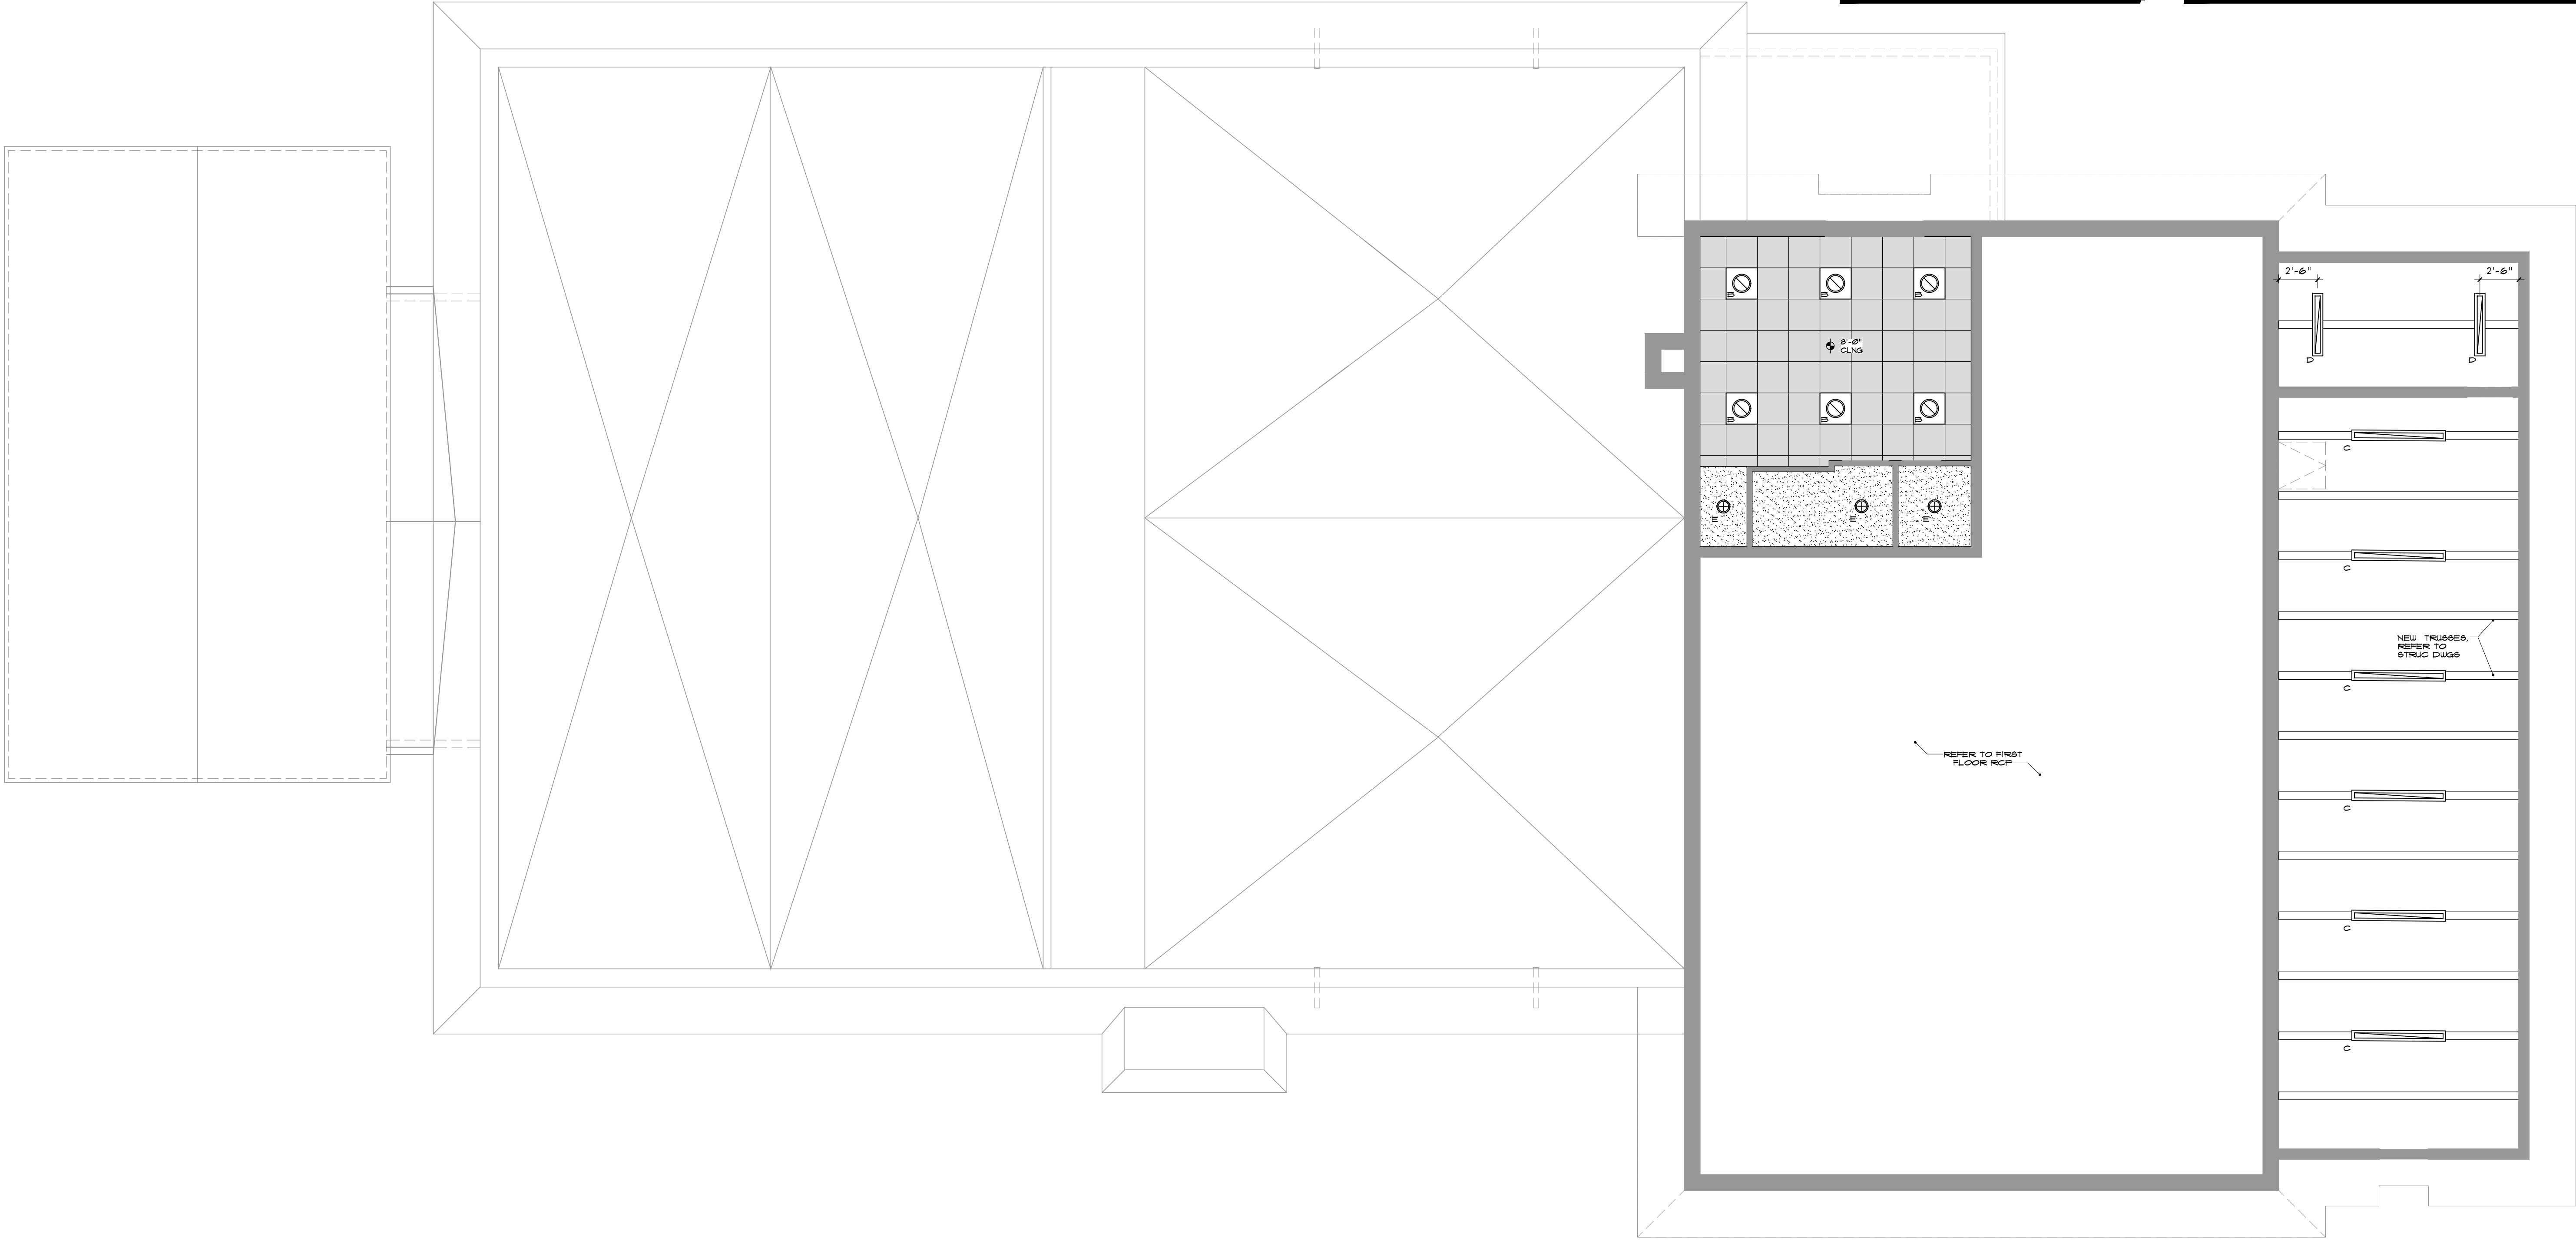 2'-6"
2'-6"
B
B
B
D
D
8'-0"
CLNG
B
B
B
C
E
E
E
C
NEW TRUSSES,
REFER TO
STRUC DWGS
C
REFER TO FIRST
FLOOR RCP
C
C
C